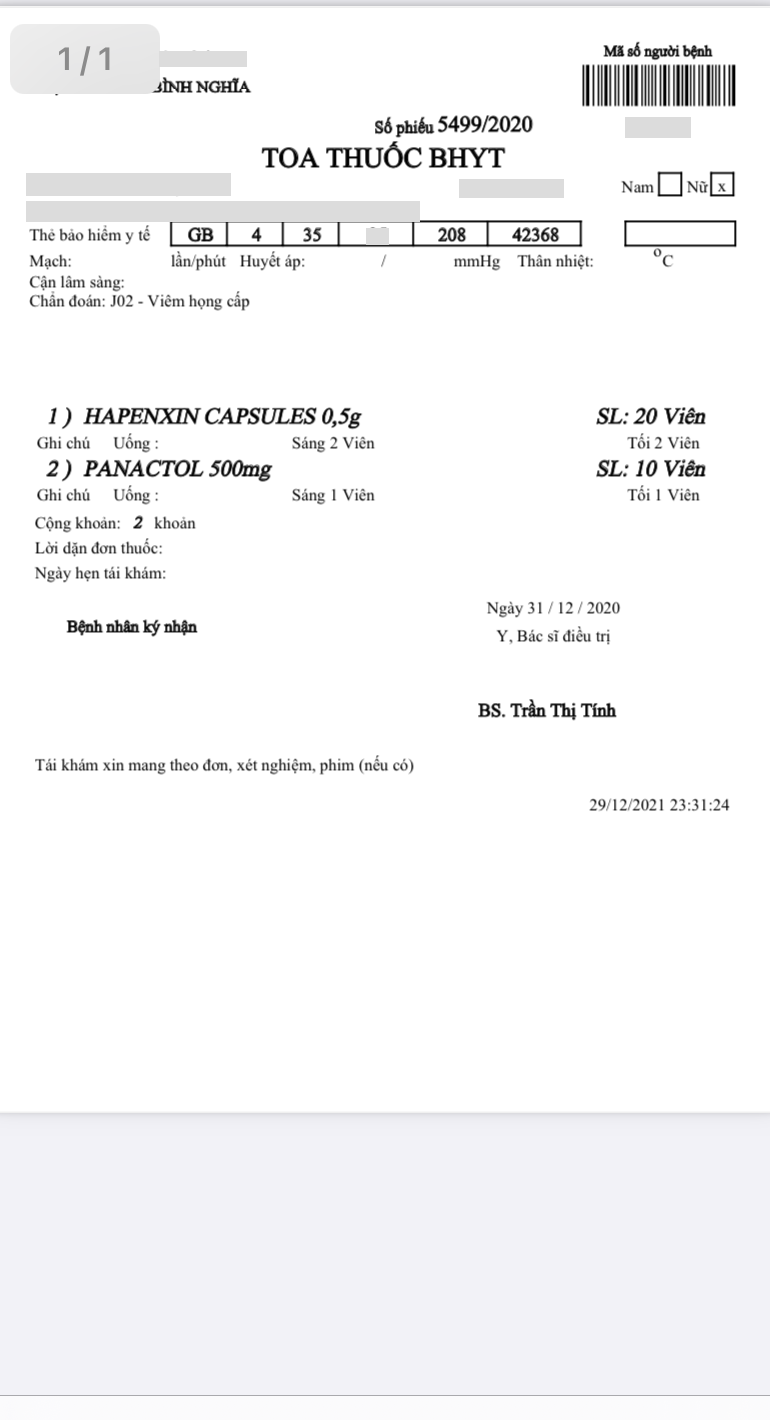 1/1
Mã số người bệnh
BÌNH NGHĨA
Số phiếu 5499/2020
TOA THUỐC BHYT
Nam Nữ x
Thẻ bảo hiểm y tế GB 4 35 208 42368
Mạch: lần/phút Huyết áp: / mmHg Thân nhiệt: °C
Cận lâm sàng:
Chẩn đoán: J02 - Viêm họng cấp
1 ) HAPENXIN CAPSULES 0,5g SL: 20 Viên
Ghi chú Uống : Sáng 2 Viên Tối 2 Viên
2 ) PANACTOL 500mg SL: 10 Viên
Ghi chú Uống : Sáng 1 Viên Tối 1 Viên
Cộng khoản: 2 khoản
Lời dặn đơn thuốc:
Ngày hẹn tái khám:
Ngày 31 / 12 / 2020
Bệnh nhân ký nhận
Y, Bác sĩ điều trị
BS. Trần Thị Tính
Tái khám xin mang theo đơn, xét nghiệm, phim (nếu có)
29/12/2021 23:31:24